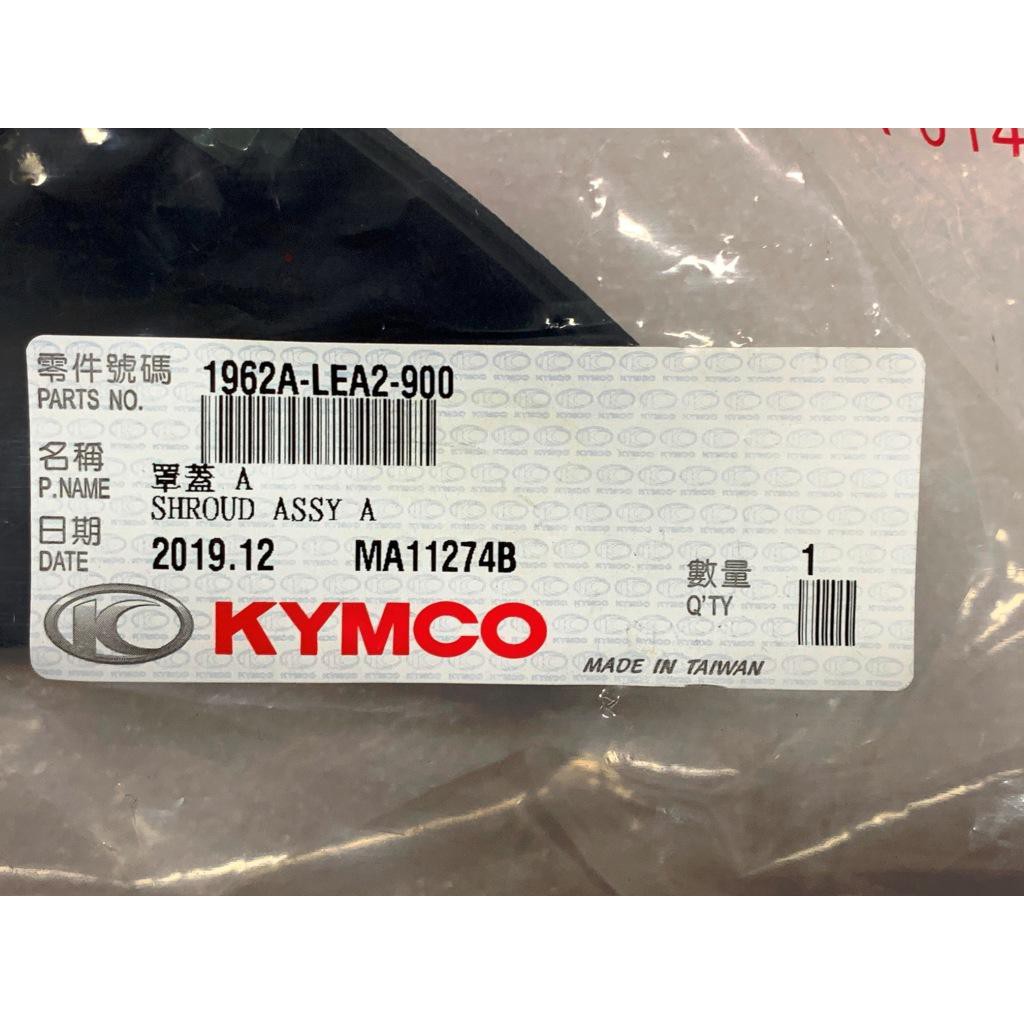 零件號碼 1962A-LEA2-900
PARTS NO.
名稱 罩蓋 A
P.NAME SHROUD ASSY A
日期
DATE 2019.12 MA11274B
數量 1
Q'TY
KYMCO
MADE IN TAIWAN